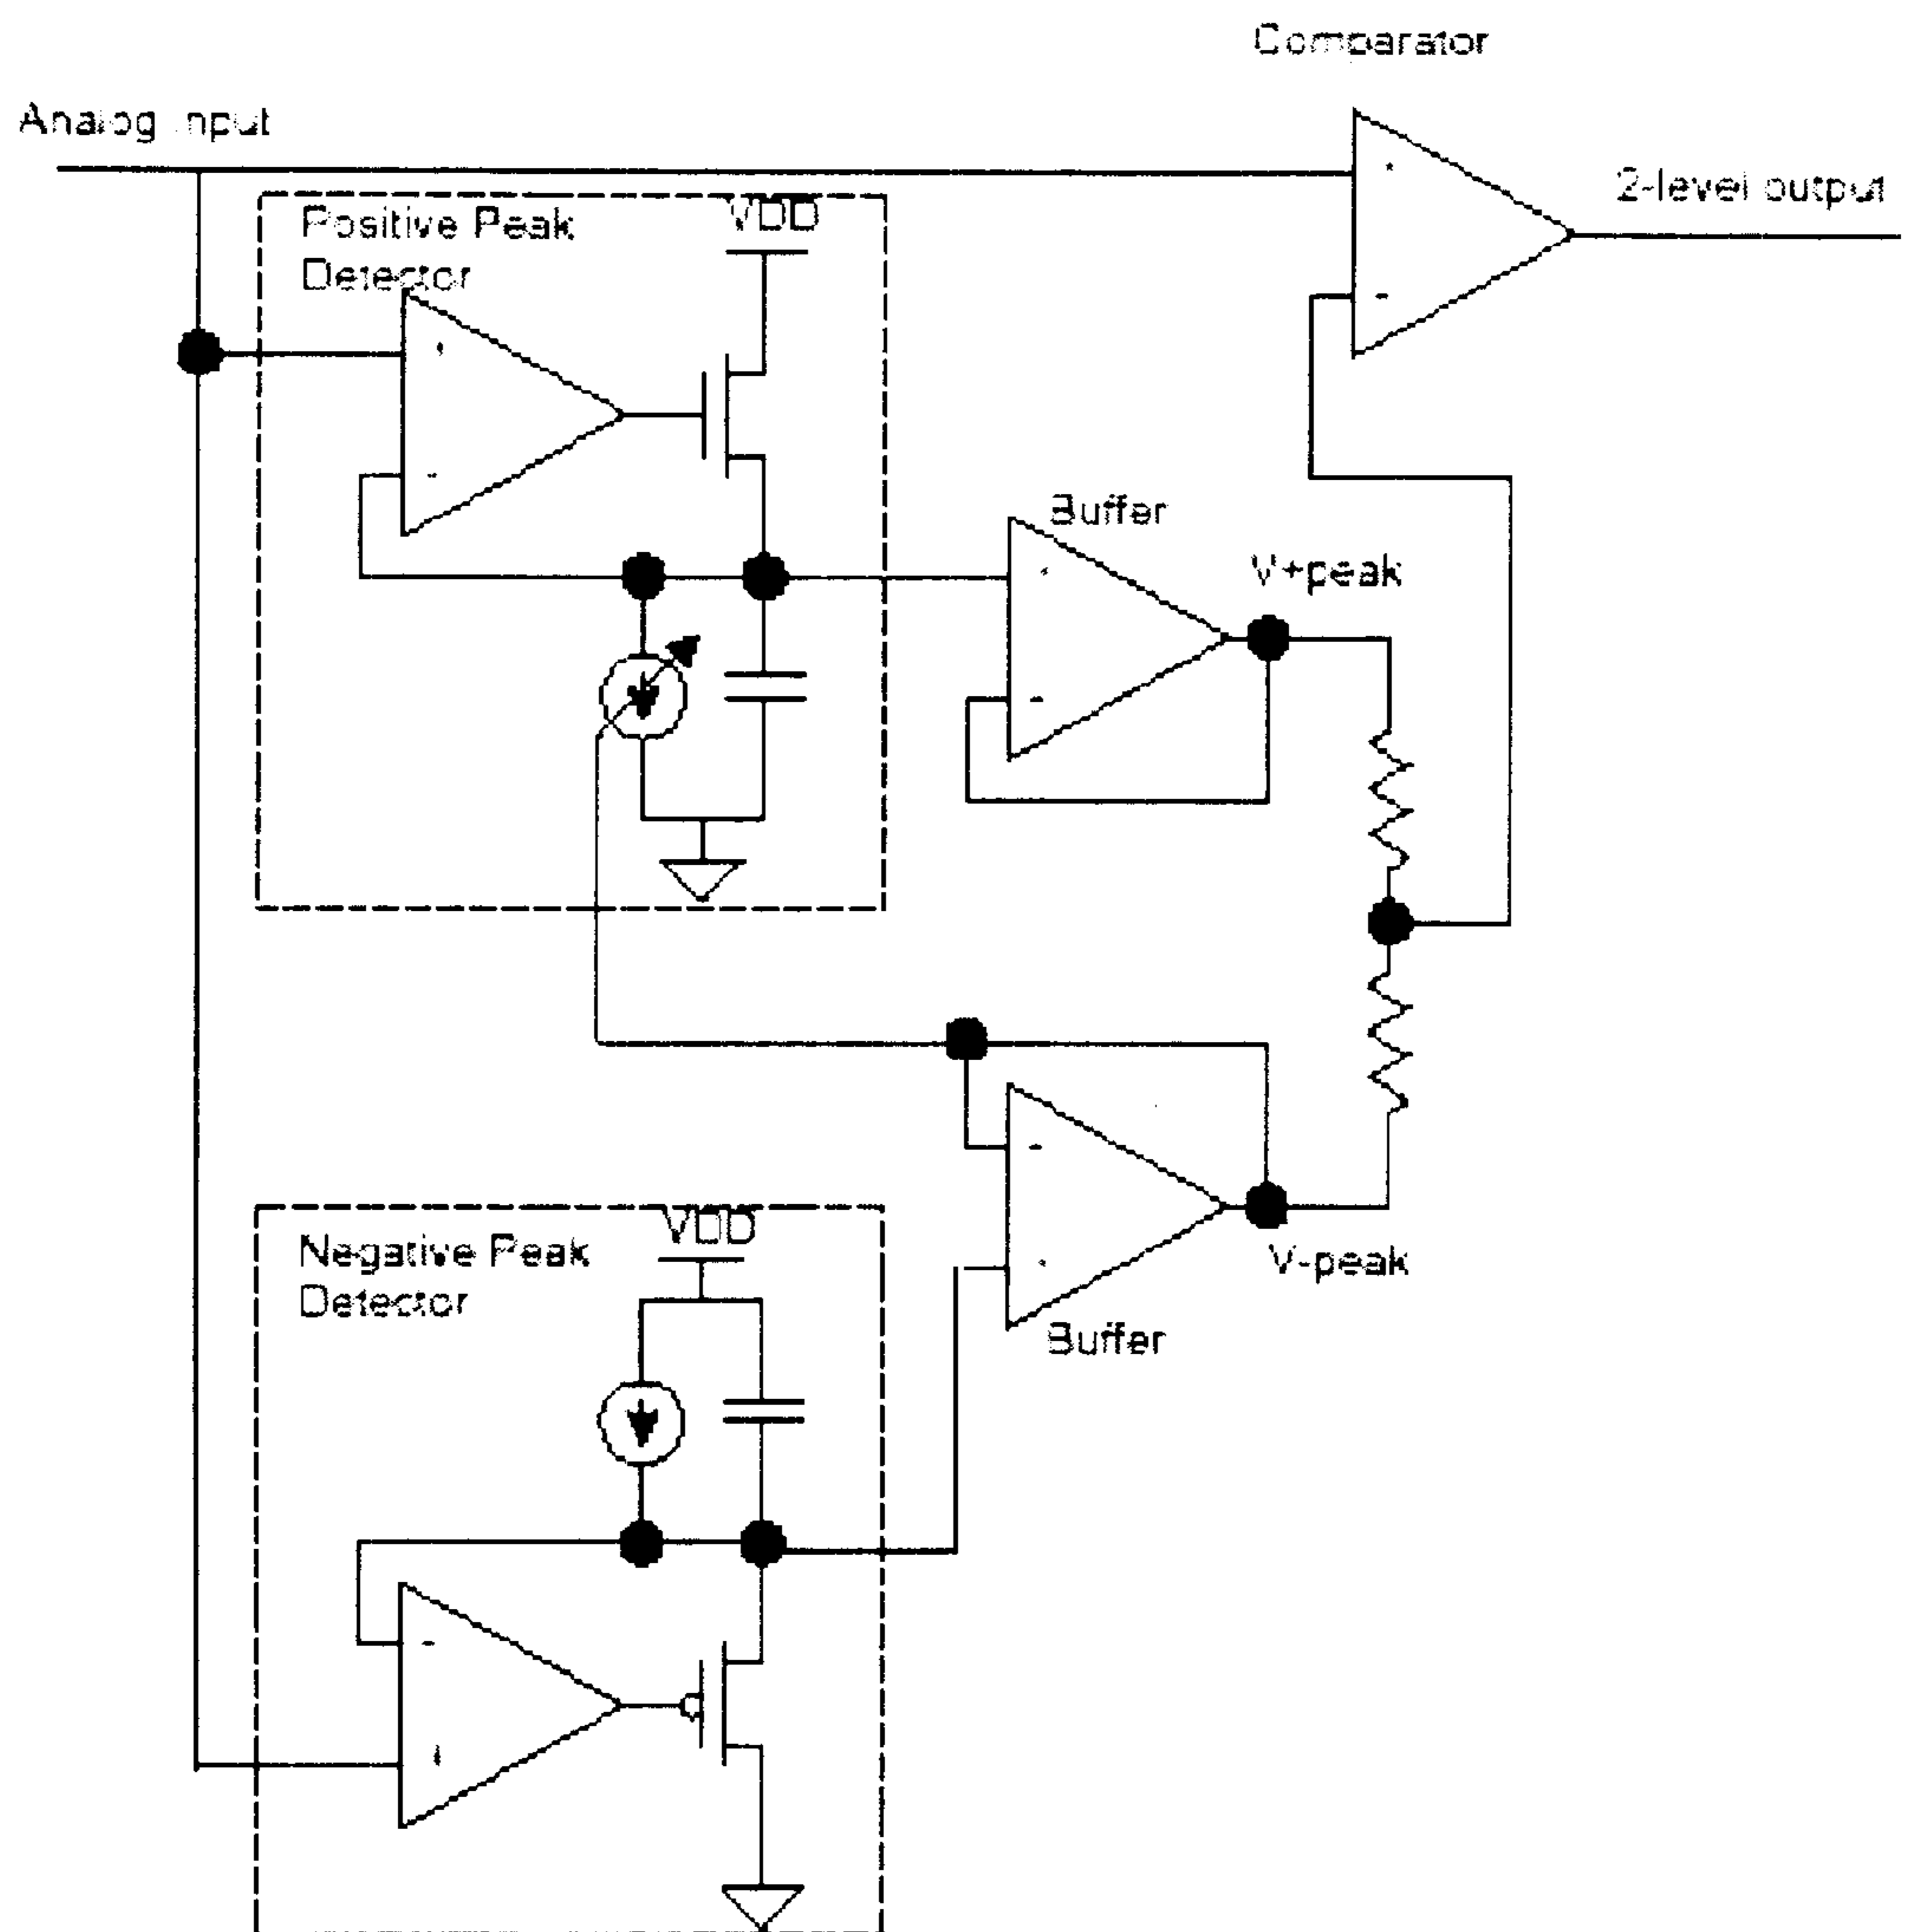 Comparator
Analog input
2-level output
Positive Peak
Detector
VDD
+
-
+
-
Buffer
V+peak
+
-
Negative Peak
Detector
VDD
-
+
V-peak
Buffer
-
+